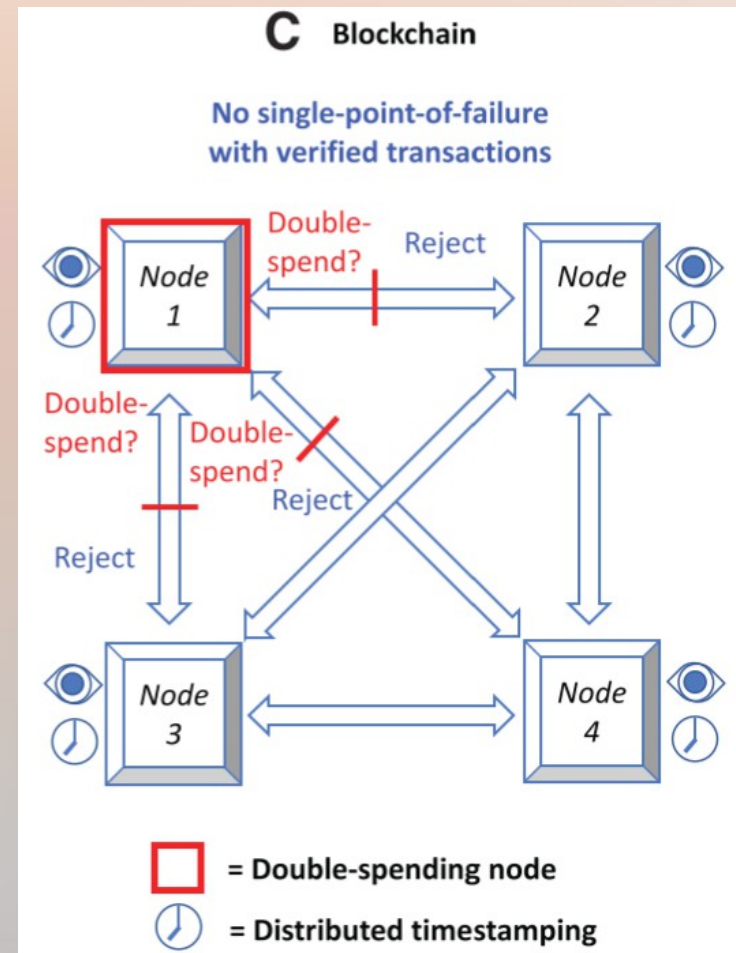 C Blockchain
No single-point-of-failure
with verified transactions
Double-
spend?
Reject
Node
1
Node
2
Double-
spend?
Double-
spend?
Reject
Reject
Node
3
Node
4
= Double-spending node
= Distributed timestamping